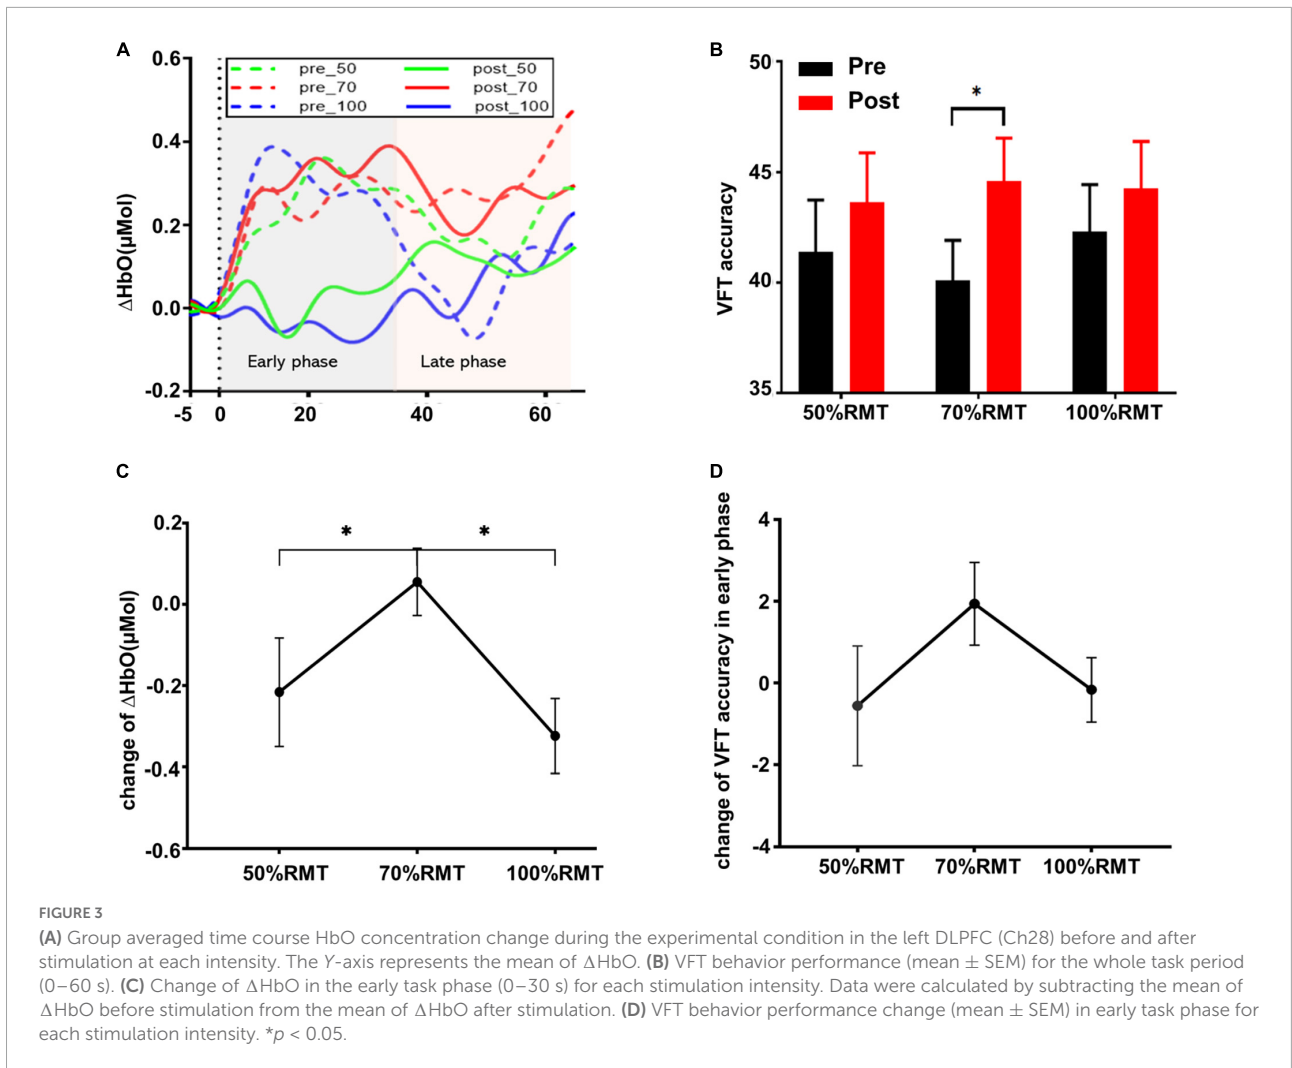 A
ΔHbO(μMol)
0.6
0.4
0.2
0.0
-0.2
pre_50 post_50
pre_70 post_70
pre_100 post_100
Early phase Late phase
-5 0 20 40 60
B
VFT accuracy
50
45
40
35
Pre
Post
*
50%RMT 70%RMT 100%RMT
C
change of ΔHbO(μMol)
0.2
0.0
-0.2
-0.4
-0.6
* *
50%RMT 70%RMT 100%RMT
D
change of VFT accuracy in early phase
4
2
0
-2
-4
50%RMT 70%RMT 100%RMT
FIGURE 3
(A) Group averaged time course HbO concentration change during the experimental condition in the left DLPFC (Ch28) before and after
stimulation at each intensity. The Y-axis represents the mean of ΔHbO. (B) VFT behavior performance (mean ± SEM) for the whole task period
(0–60 s). (C) Change of ΔHbO in the early task phase (0–30 s) for each stimulation intensity. Data were calculated by subtracting the mean of
ΔHbO before stimulation from the mean of ΔHbO after stimulation. (D) VFT behavior performance change (mean ± SEM) in early task phase for
each stimulation intensity. *p < 0.05.